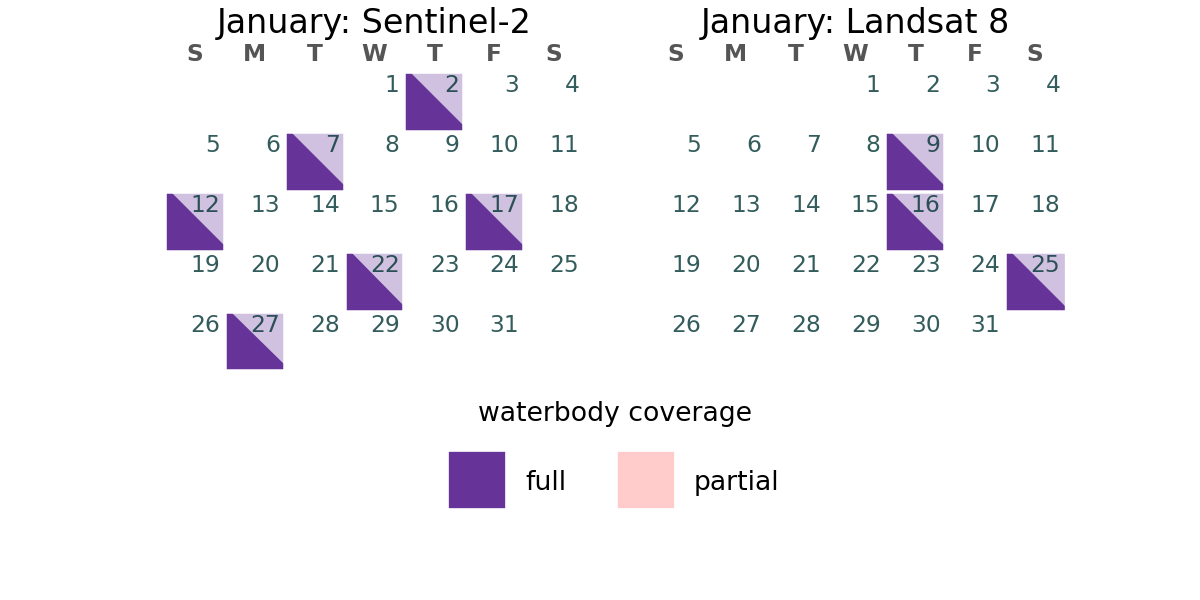 January: Sentinel-2
S M T W T F S
1 2 3 4
5 6 7 8 9 10 11
12 13 14 15 16 17 18
19 20 21 22 23 24 25
26 27 28 29 30 31
January: Landsat 8
S M T W T F S
1 2 3 4
5 6 7 8 9 10 11
12 13 14 15 16 17 18
19 20 21 22 23 24 25
26 27 28 29 30 31
waterbody coverage
full partial